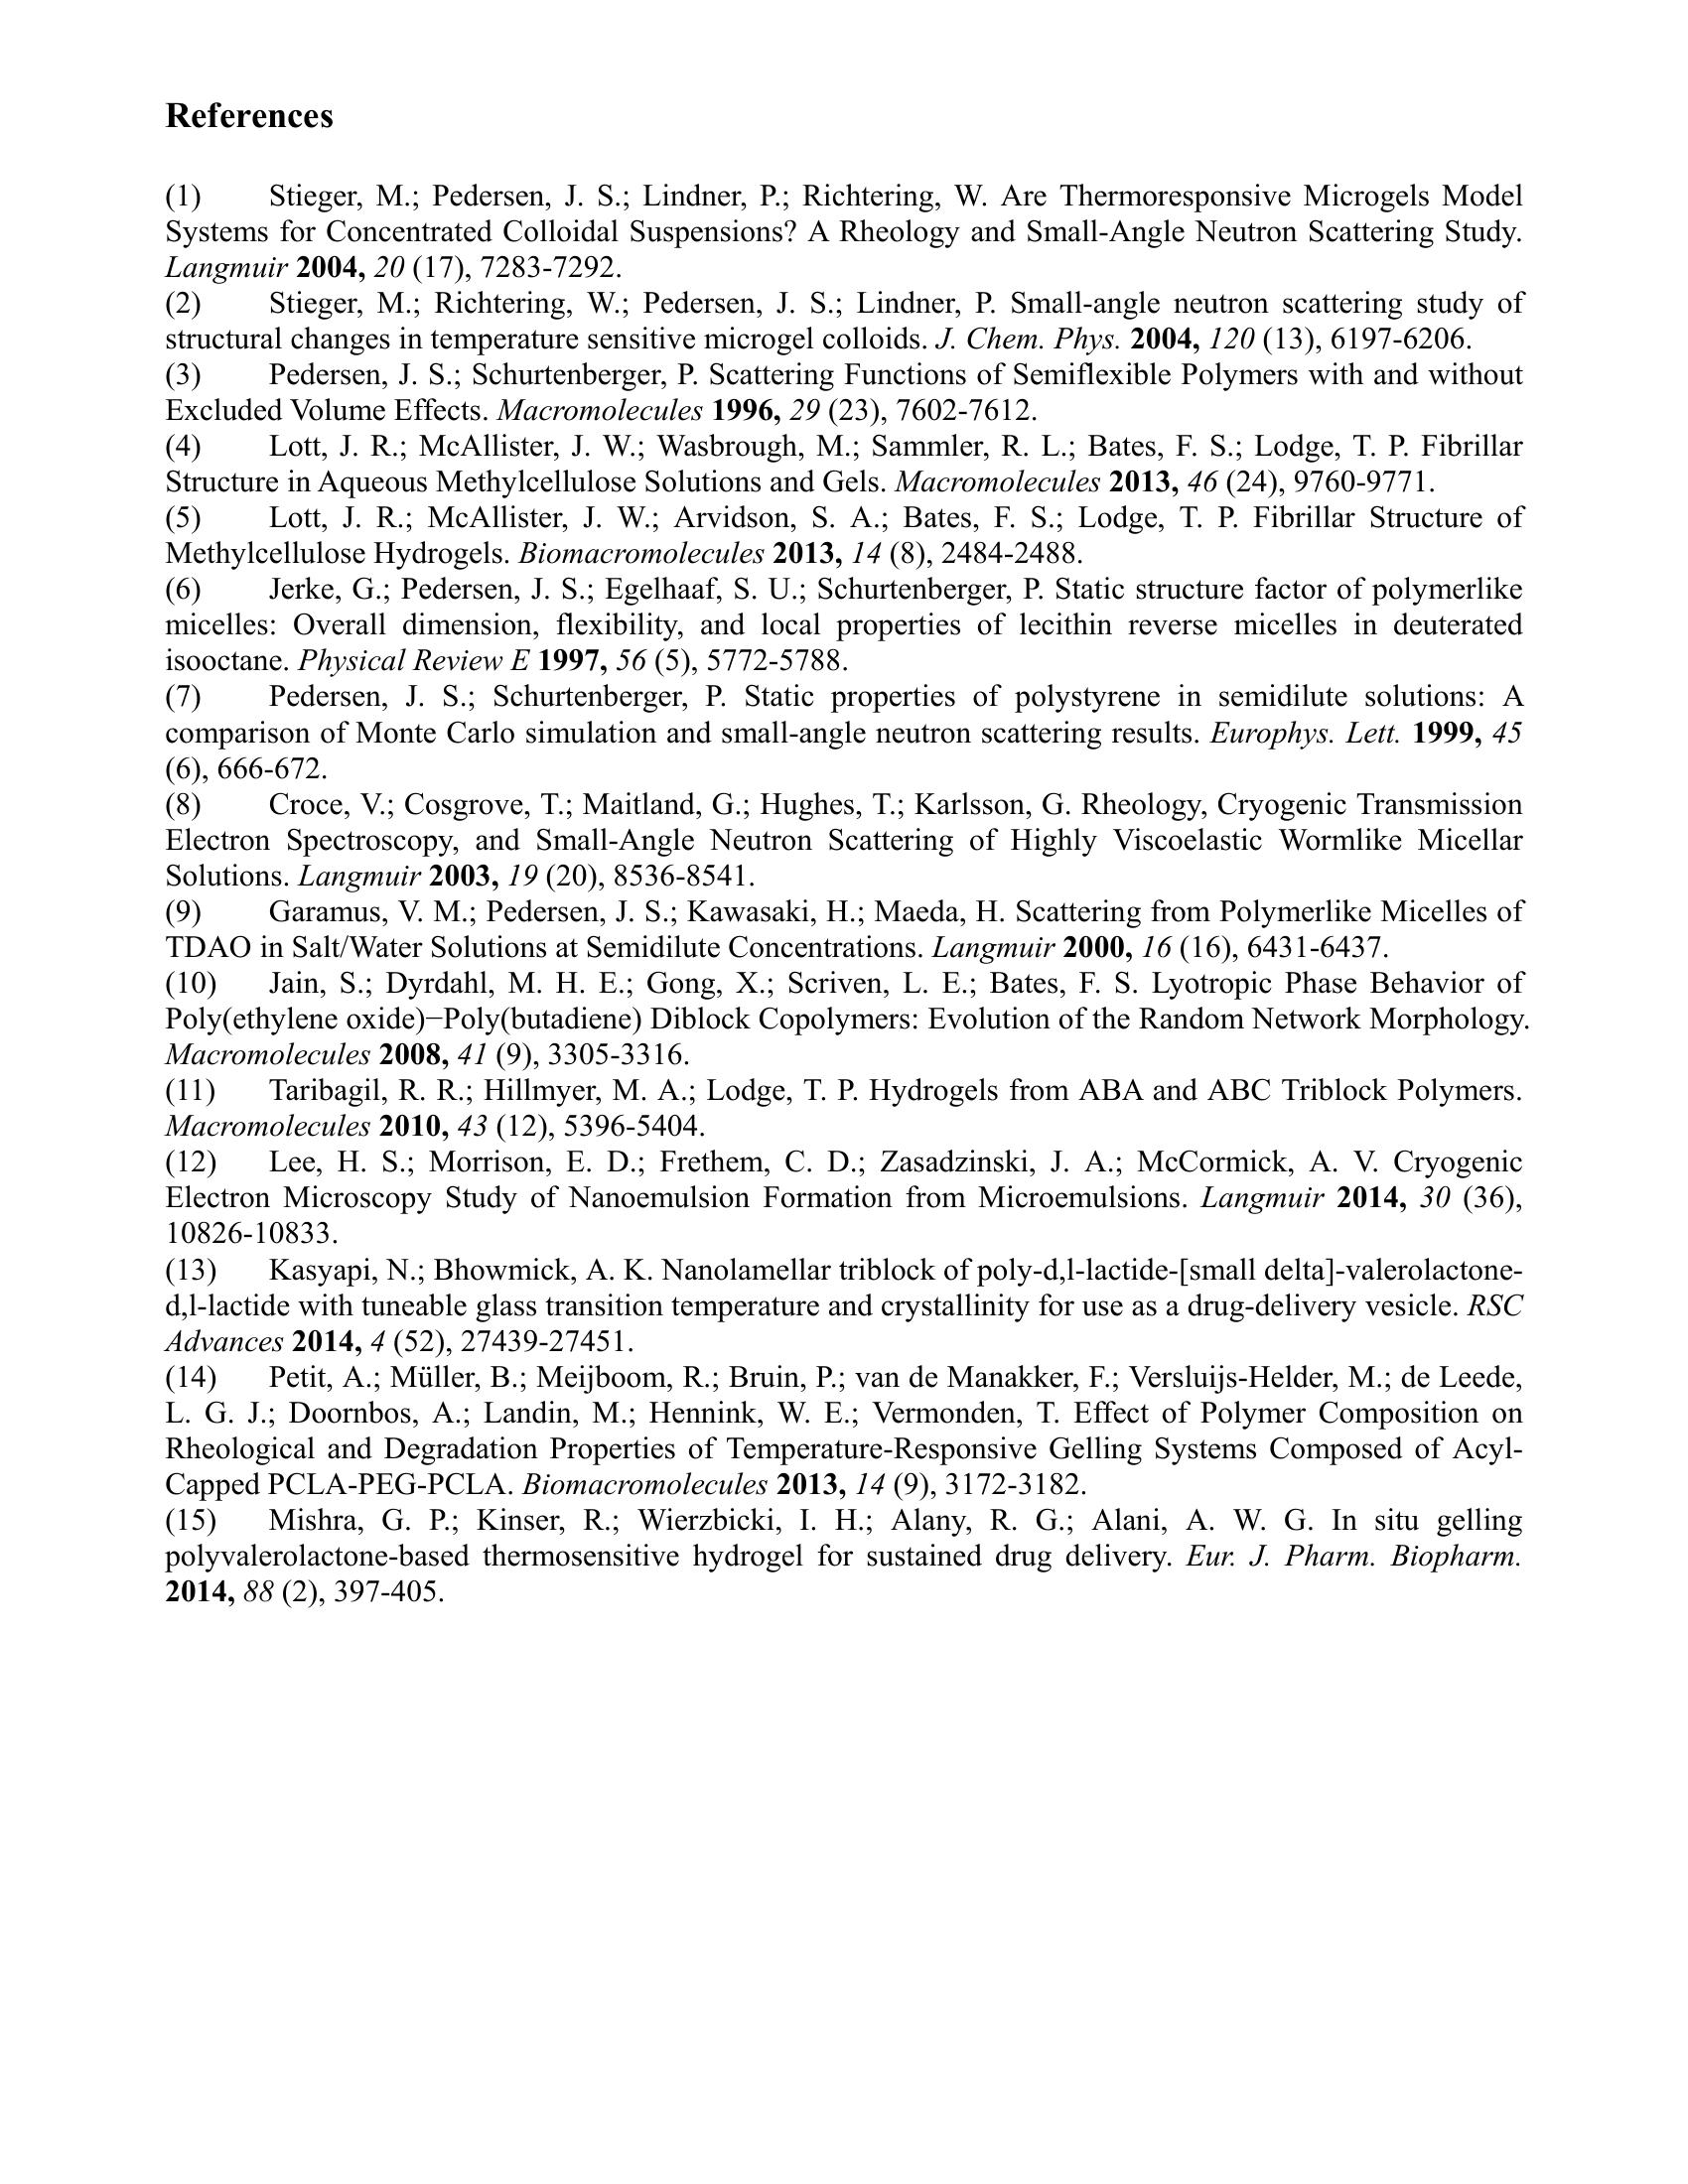 References
(1) Stieger, M.; Pedersen, J. S.; Lindner, P.; Richtering, W. Are Thermoresponsive Microgels Model
Systems for Concentrated Colloidal Suspensions? A Rheology and Small-Angle Neutron Scattering Study.
Langmuir 2004, 20 (17), 7283-7292.
(2) Stieger, M.; Richtering, W.; Pedersen, J. S.; Lindner, P. Small-angle neutron scattering study of
structural changes in temperature sensitive microgel colloids. J. Chem. Phys. 2004, 120 (13), 6197-6206.
(3) Pedersen, J. S.; Schurtenberger, P. Scattering Functions of Semiflexible Polymers with and without
Excluded Volume Effects. Macromolecules 1996, 29 (23), 7602-7612.
(4) Lott, J. R.; McAllister, J. W.; Wasbrough, M.; Sammler, R. L.; Bates, F. S.; Lodge, T. P. Fibrillar
Structure in Aqueous Methylcellulose Solutions and Gels. Macromolecules 2013, 46 (24), 9760-9771.
(5) Lott, J. R.; McAllister, J. W.; Arvidson, S. A.; Bates, F. S.; Lodge, T. P. Fibrillar Structure of
Methylcellulose Hydrogels. Biomacromolecules 2013, 14 (8), 2484-2488.
(6) Jerke, G.; Pedersen, J. S.; Egelhaaf, S. U.; Schurtenberger, P. Static structure factor of polymerlike
micelles: Overall dimension, flexibility, and local properties of lecithin reverse micelles in deuterated
isooctane. Physical Review E 1997, 56 (5), 5772-5788.
(7) Pedersen, J. S.; Schurtenberger, P. Static properties of polystyrene in semidilute solutions: A
comparison of Monte Carlo simulation and small-angle neutron scattering results. Europhys. Lett. 1999, 45
(6), 666-672.
(8) Croce, V.; Cosgrove, T.; Maitland, G.; Hughes, T.; Karlsson, G. Rheology, Cryogenic Transmission
Electron Spectroscopy, and Small-Angle Neutron Scattering of Highly Viscoelastic Wormlike Micellar
Solutions. Langmuir 2003, 19 (20), 8536-8541.
(9) Garamus, V. M.; Pedersen, J. S.; Kawasaki, H.; Maeda, H. Scattering from Polymerlike Micelles of
TDAO in Salt/Water Solutions at Semidilute Concentrations. Langmuir 2000, 16 (16), 6431-6437.
(10) Jain, S.; Dyrdahl, M. H. E.; Gong, X.; Scriven, L. E.; Bates, F. S. Lyotropic Phase Behavior of
Poly(ethylene oxide)−Poly(butadiene) Diblock Copolymers: Evolution of the Random Network Morphology.
Macromolecules 2008, 41 (9), 3305-3316.
(11) Taribagil, R. R.; Hillmyer, M. A.; Lodge, T. P. Hydrogels from ABA and ABC Triblock Polymers.
Macromolecules 2010, 43 (12), 5396-5404.
(12) Lee, H. S.; Morrison, E. D.; Frethem, C. D.; Zasadzinski, J. A.; McCormick, A. V. Cryogenic
Electron Microscopy Study of Nanoemulsion Formation from Microemulsions. Langmuir 2014, 30 (36),
10826-10833.
(13) Kasyapi, N.; Bhowmick, A. K. Nanolamellar triblock of poly-d,l-lactide-[small delta]-valerolactone-
d,l-lactide with tuneable glass transition temperature and crystallinity for use as a drug-delivery vesicle. RSC
Advances 2014, 4 (52), 27439-27451.
(14) Petit, A.; Müller, B.; Meijboom, R.; Bruin, P.; van de Manakker, F.; Versluijs-Helder, M.; de Leede,
L. G. J.; Doornbos, A.; Landin, M.; Hennink, W. E.; Vermonden, T. Effect of Polymer Composition on
Rheological and Degradation Properties of Temperature-Responsive Gelling Systems Composed of Acyl-
Capped PCLA-PEG-PCLA. Biomacromolecules 2013, 14 (9), 3172-3182.
(15) Mishra, G. P.; Kinser, R.; Wierzbicki, I. H.; Alany, R. G.; Alani, A. W. G. In situ gelling
polyvalerolactone-based thermosensitive hydrogel for sustained drug delivery. Eur. J. Pharm. Biopharm.
2014, 88 (2), 397-405.